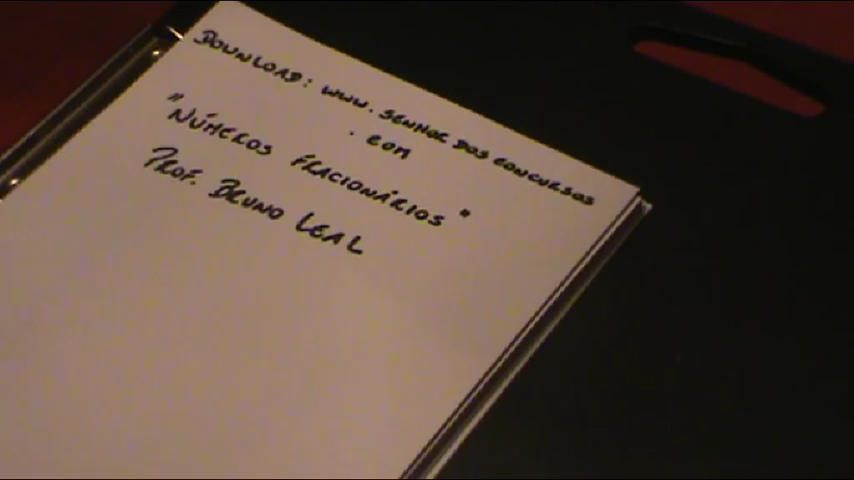 DOWNLOAD: WWW.SENHOR DOS CONCURSOS
.COM
"NÚMEROS FRACIONÁRIOS"
PROF. BRUNO LEAL